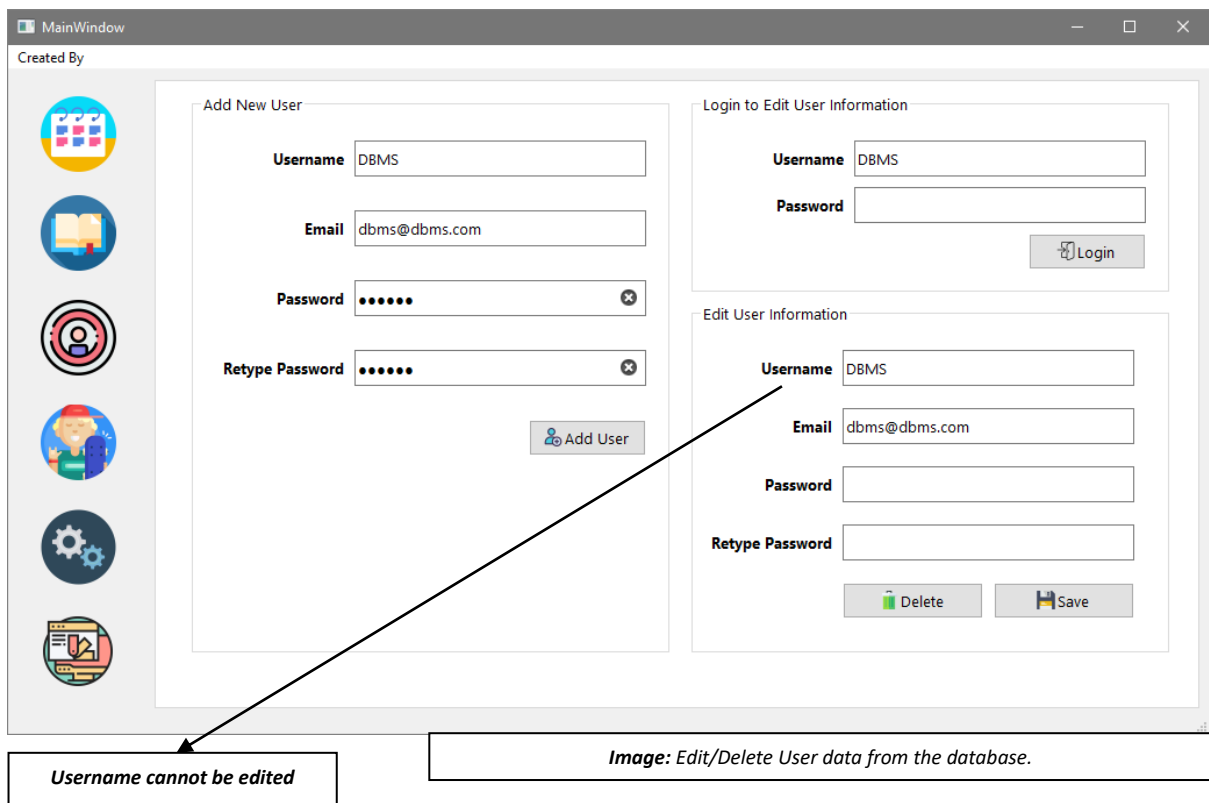 MainWindow
Created By
Add New User
Username DBMS
Email dbms@dbms.com
Password ●●●●●●
Retype Password ●●●●●●
Add User
Login to Edit User Information
Username DBMS
Password
Login
Edit User Information
Username DBMS
Email dbms@dbms.com
Password
Retype Password
Delete Save
Username cannot be edited
Image: Edit/Delete User data from the database.